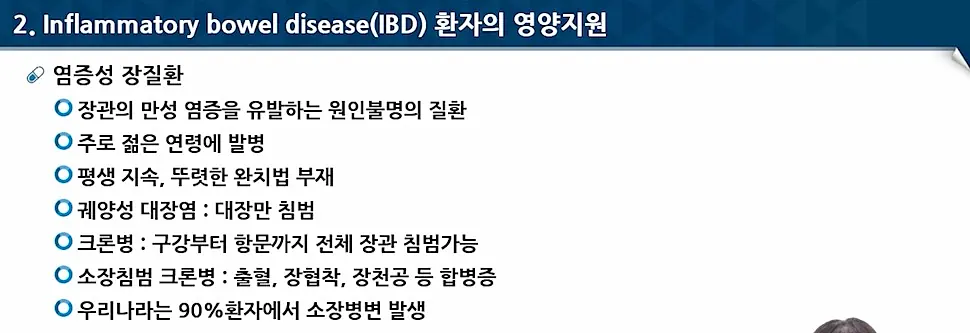 2. Inflammatory bowel disease(IBD) 환자의 영양지원
염증성 장질환
장관의 만성 염증을 유발하는 원인불명의 질환
주로 젊은 연령에 발병
평생 지속, 뚜렷한 완치법 부재
궤양성 대장염 : 대장만 침범
크론병 : 구강부터 항문까지 전체 장관 침범가능
소장침범 크론병 : 출혈, 장협착, 장천공 등 합병증
우리나라는 90%환자에서 소장병변 발생